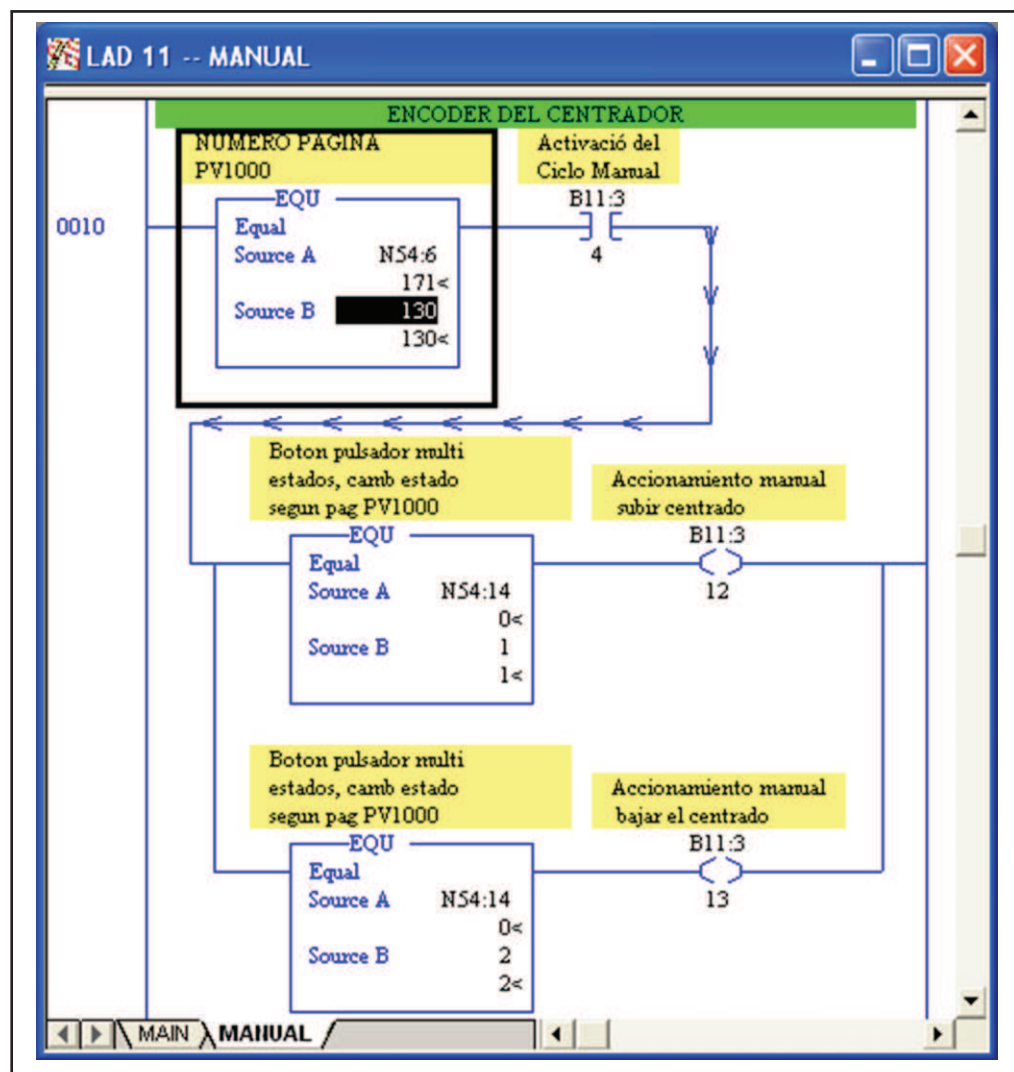 LAD 11 -- MANUAL
ENCODER DEL CENTRADOR
NUMERO PAGINA
PV1000
Activació del
Ciclo Manual
EQU
B11:3
0010
Equal
Source A N54:6
4
171<
Source B 130
130<
Boton pulsador multi
estados, camb estado
segun pag PV1000
Accionamiento manual
subir centrado
EQU
B11:3
Equal
Source A N54:14
12
0<
Source B 1
1<
Boton pulsador multi
estados, camb estado
segun pag PV1000
Accionamiento manual
bajar el centrado
EQU
B11:3
Equal
Source A N54:14
13
0<
Source B 2
2<
MAIN MANUAL